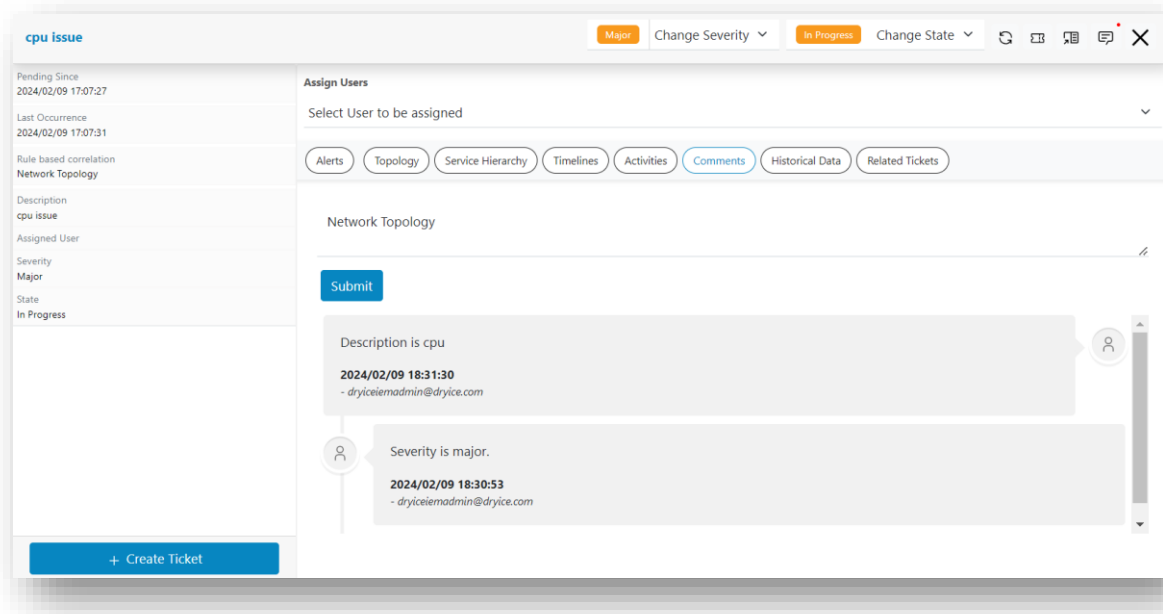 cpu issue
Major
Change Severity
In Progress
Change State
Pending Since
2024/02/09 17:07:27
Last Occurrence
2024/02/09 17:07:31
Rule based correlation
Network Topology
Description
cpu issue
Assigned User
Severity
Major
State
In Progress
+ Create Ticket
Assign Users
Select User to be assigned
Alerts
Topology
Service Hierarchy
Timelines
Activities
Comments
Historical Data
Related Tickets
Network Topology
Submit
Description is cpu
2024/02/09 18:31:30
- dryiceiemadmin@dryice.com
Severity is major.
2024/02/09 18:30:53
- dryiceiemadmin@dryice.com